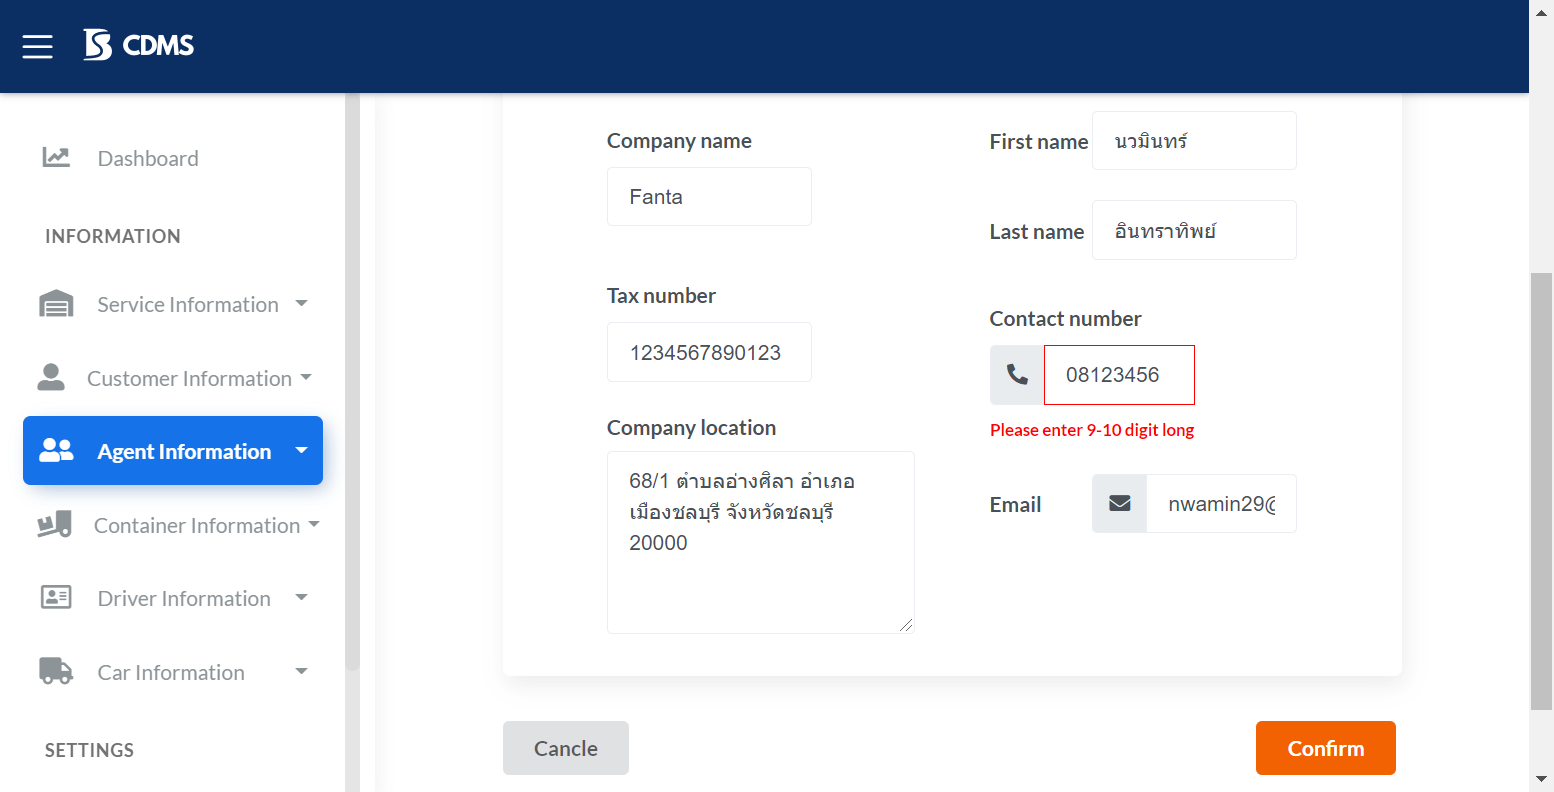 CDMS
Dashboard
INFORMATION
Service Information
Customer Information
Agent Information
Container Information
Driver Information
Car Information
SETTINGS
Company name
Fanta
Tax number
1234567890123
Company location
68/1 ตำบลอ่างศิลา อำเภอ
เมืองชลบุรี จังหวัดชลบุรี
20000
First name
นวมินทร์
Last name
อินทราทิพย์
Contact number
08123456
Please enter 9-10 digit long
Email
nwamin29@
Cancle
Confirm